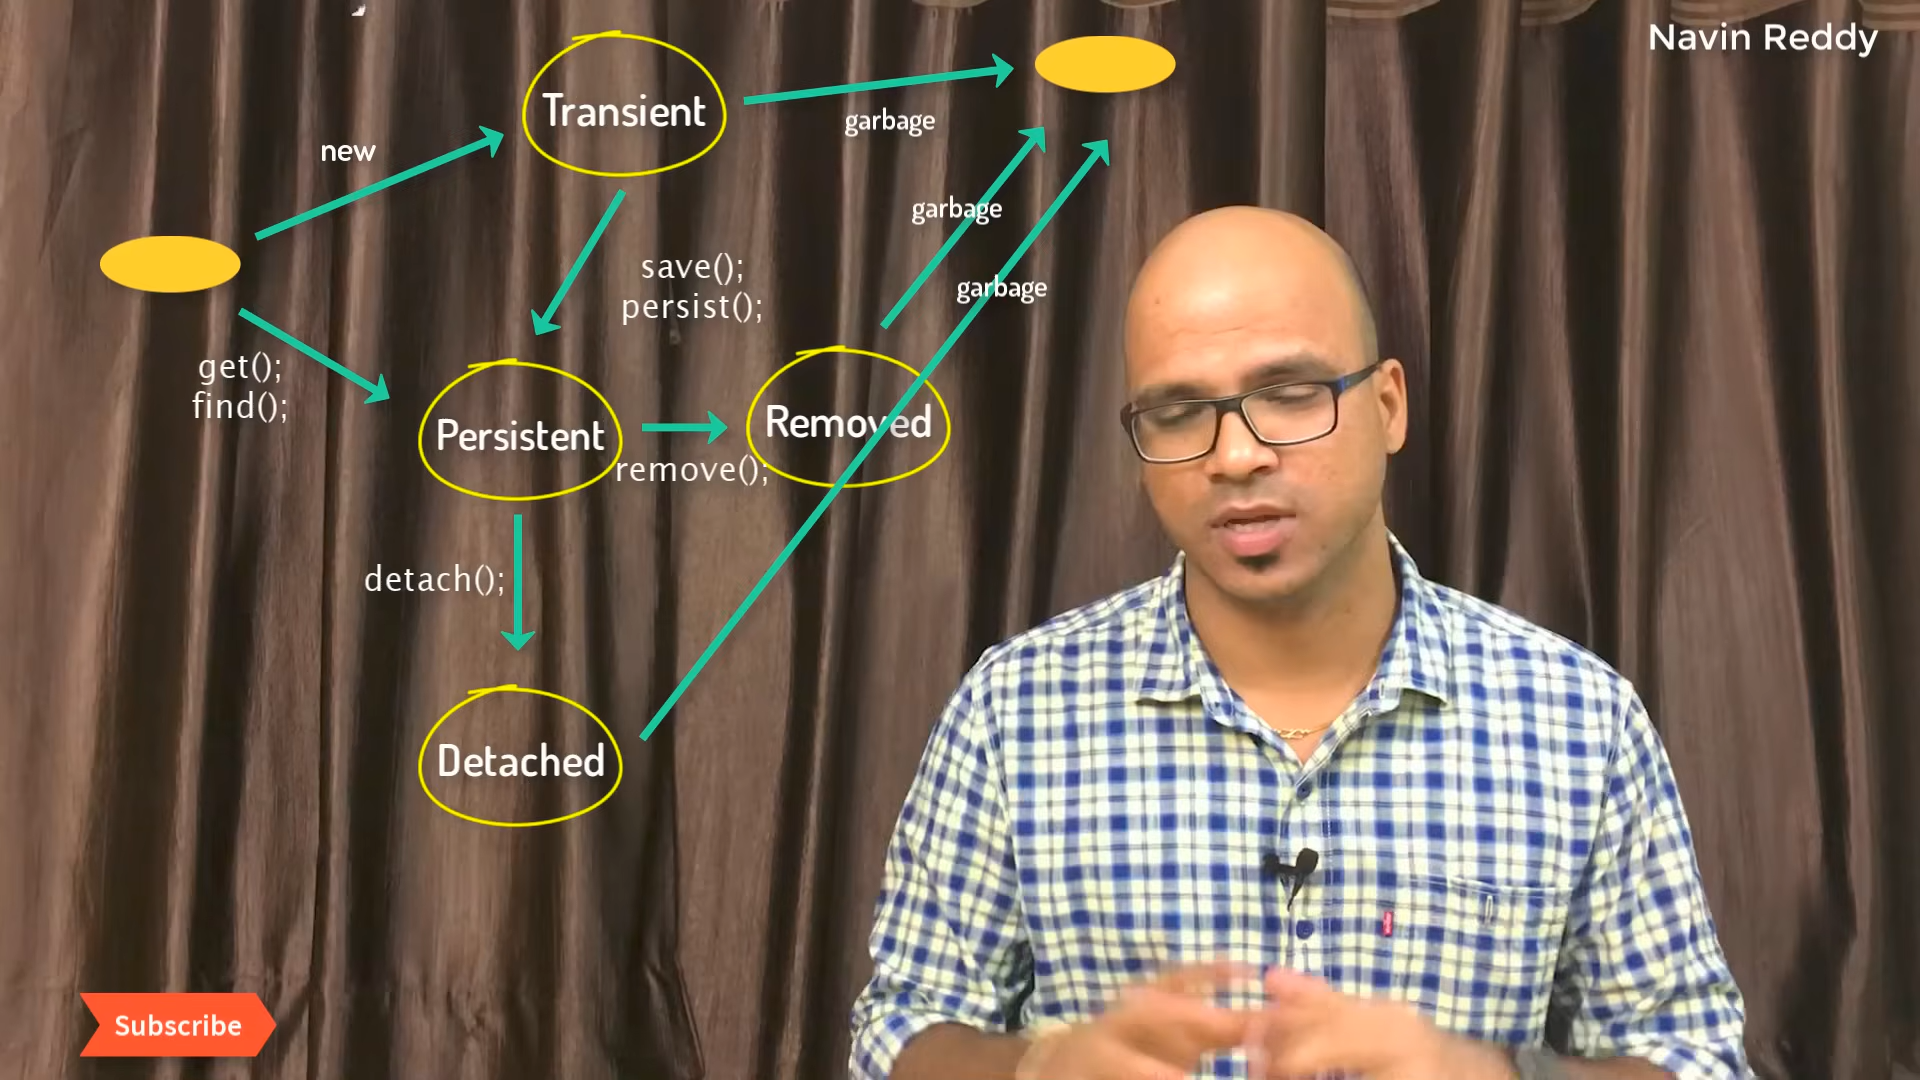 Navin Reddy
Transient
new
garbage
garbage
save();
persist();
garbage
get();
find();
Persistent
Removed
remove();
detach();
Detached
Subscribe